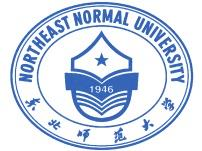 NORTHEAST NORMAL UNIVERSITY
1946
东北师范大学